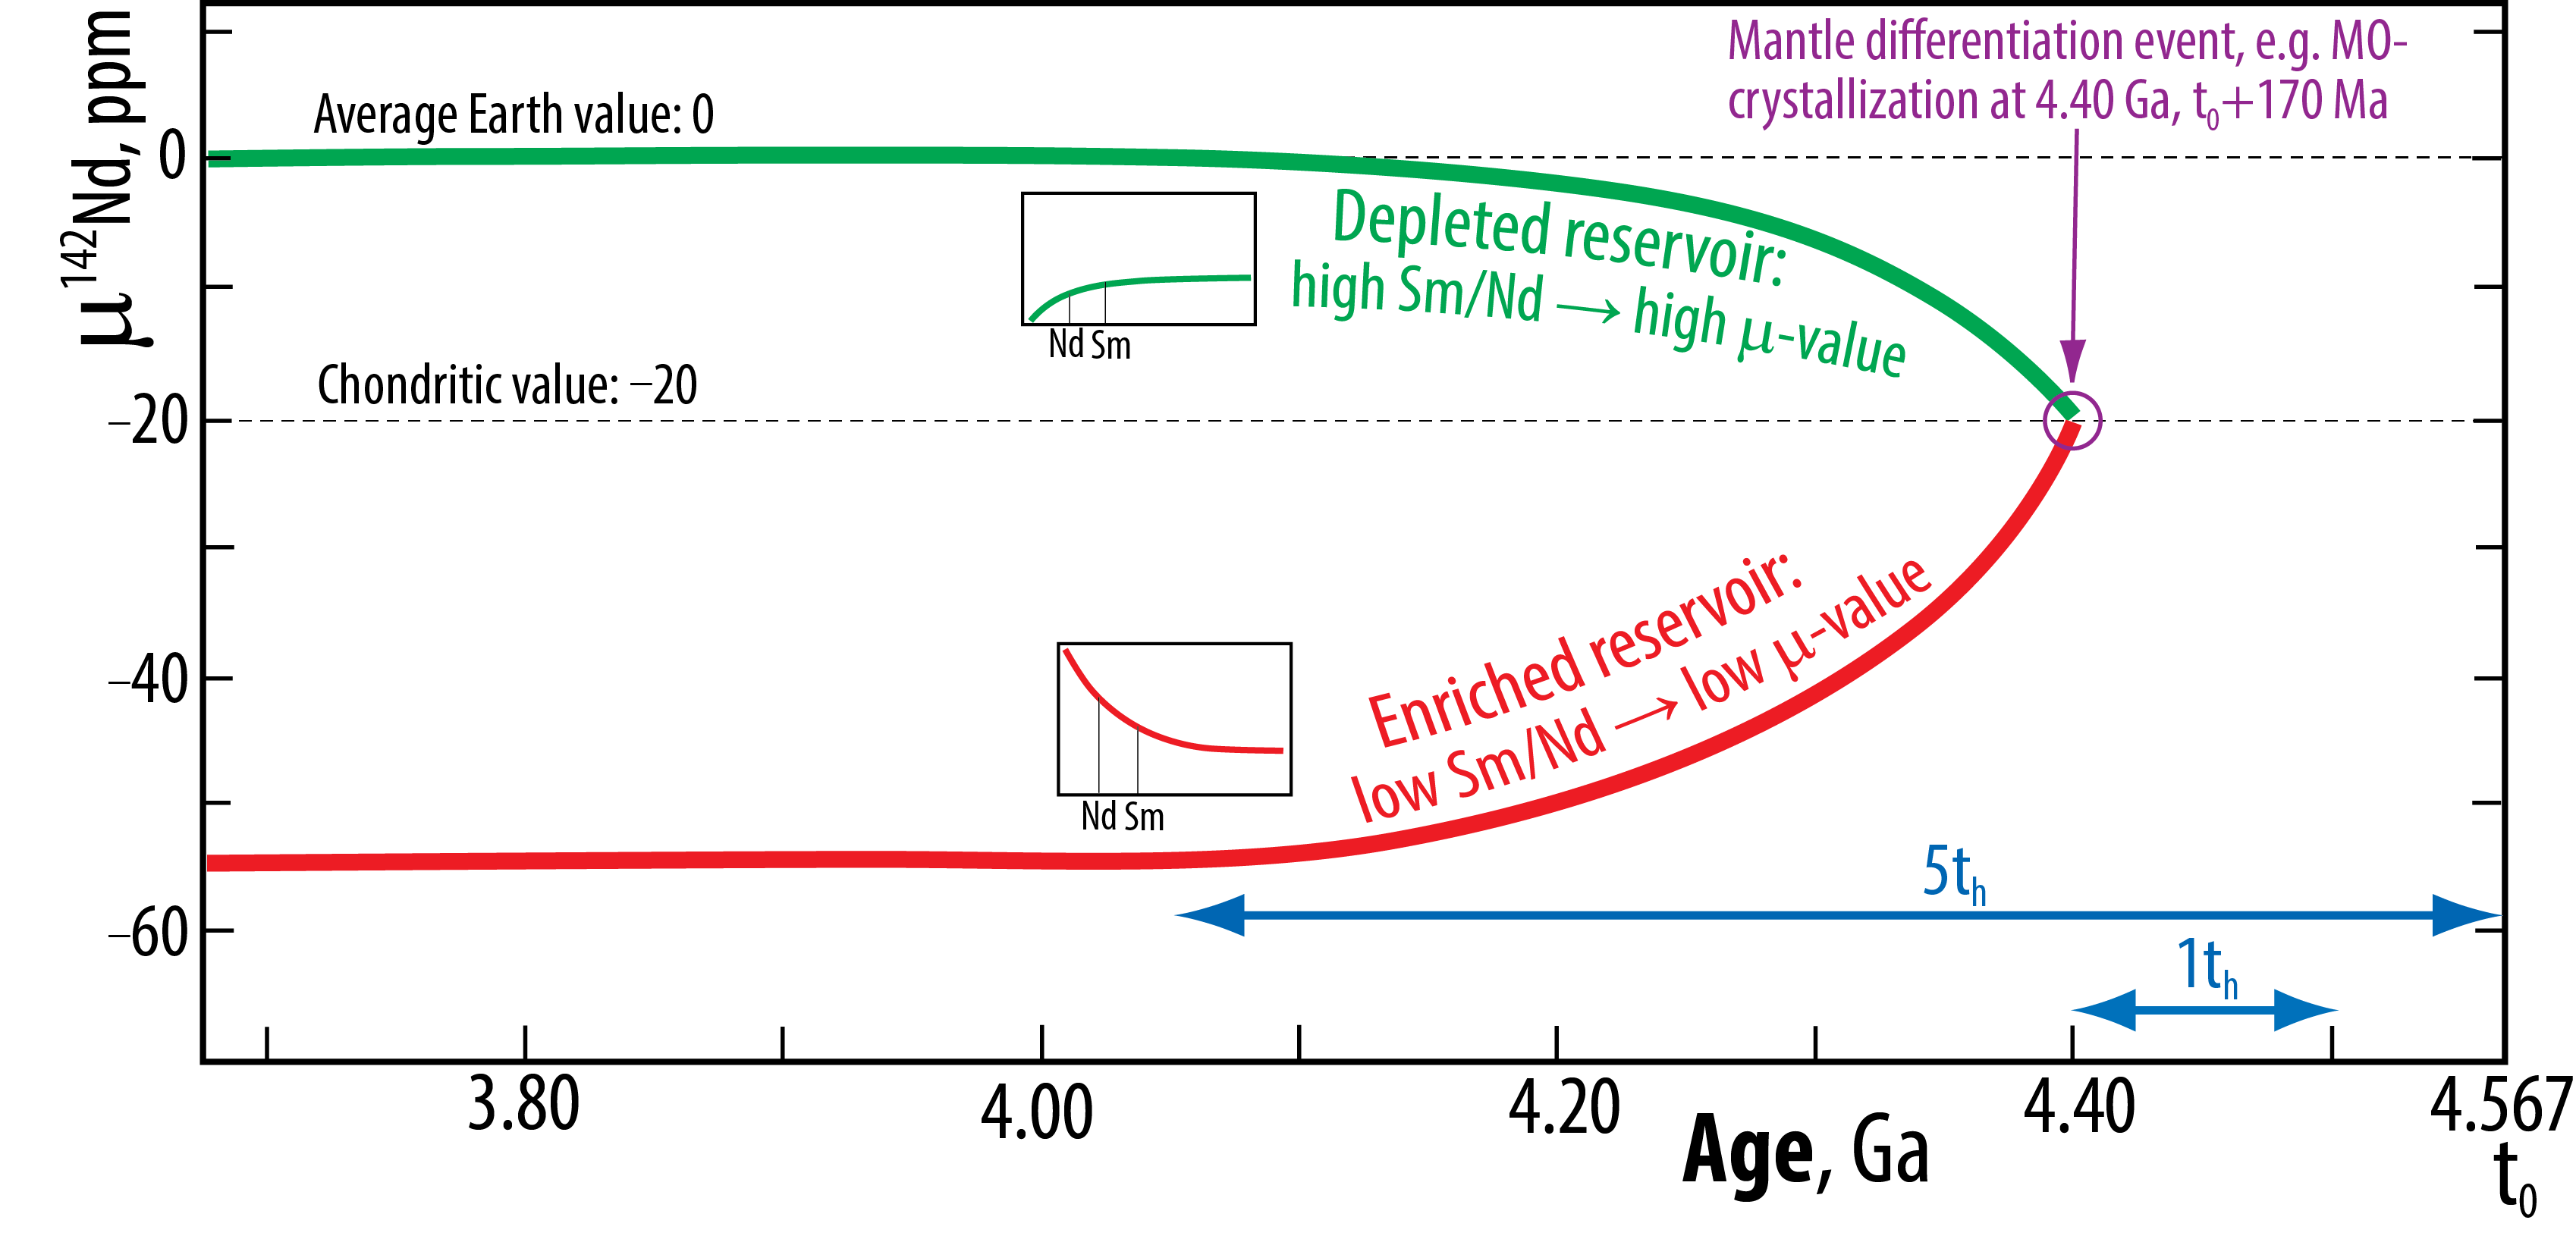 Mantle differentiation event, e.g. MO-
crystallization at 4.40 Ga, t₀+170 Ma
μ¹⁴²Nd, ppm
Average Earth value: 0
0
Depleted reservoir:
high Sm/Nd → high μ-value
Nd Sm
Chondritic value: –20
–20
Enriched reservoir:
low Sm/Nd → low μ-value
–40
Nd Sm
5tₕ
–60
1tₕ
3.80
4.00
4.20
4.40
4.567
Age, Ga
t₀